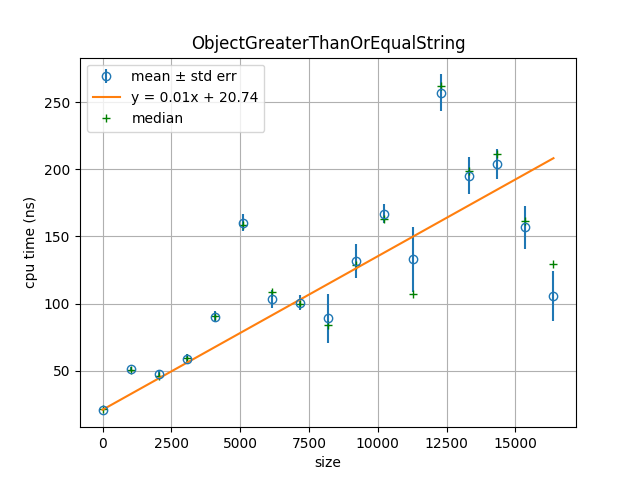 ObjectGreaterThanOrEqualString
mean ± std err
y = 0.01x + 20.74
median
250
200
150
100
50
cpu time (ns)
0
2500
5000
7500
10000
12500
15000
size